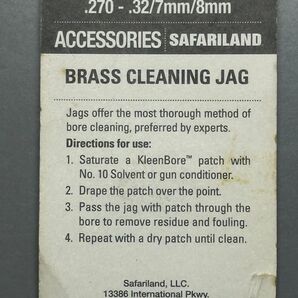 .270 - .32/7mm/8mm
ACCESSORIES | SAFARILAND
BRASS CLEANING JAG
Jags offer the most thorough method of
bore cleaning, preferred by experts.
Directions for use:
1. Saturate a KleenBore™ patch with
No. 10 Solvent or gun conditioner.
2. Drape the patch over the point.
3. Pass the jag with patch through the
bore to remove residue and fouling.
4. Repeat with a dry patch until clean.
Safariland, LLC.
13386 International Pkwy.